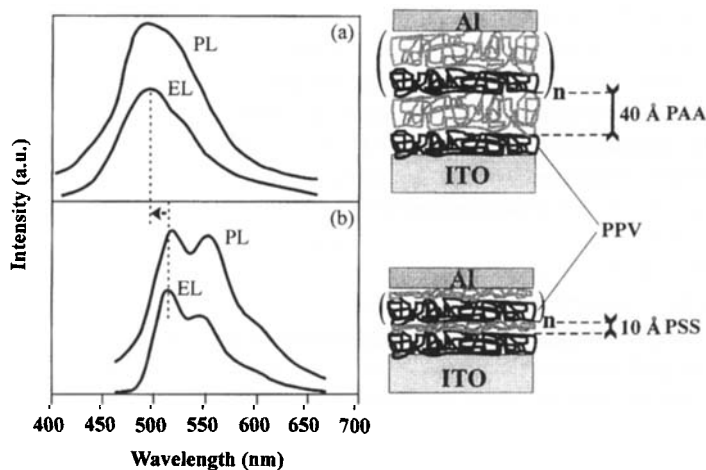 (a)
PL
EL
(b)
PL
EL
Intensity (a.u.)
400 450 500 550 600 650 700
Wavelength (nm)
Al
n
40 Å PAA
ITO
PPV
Al
n
10 Å PSS
ITO